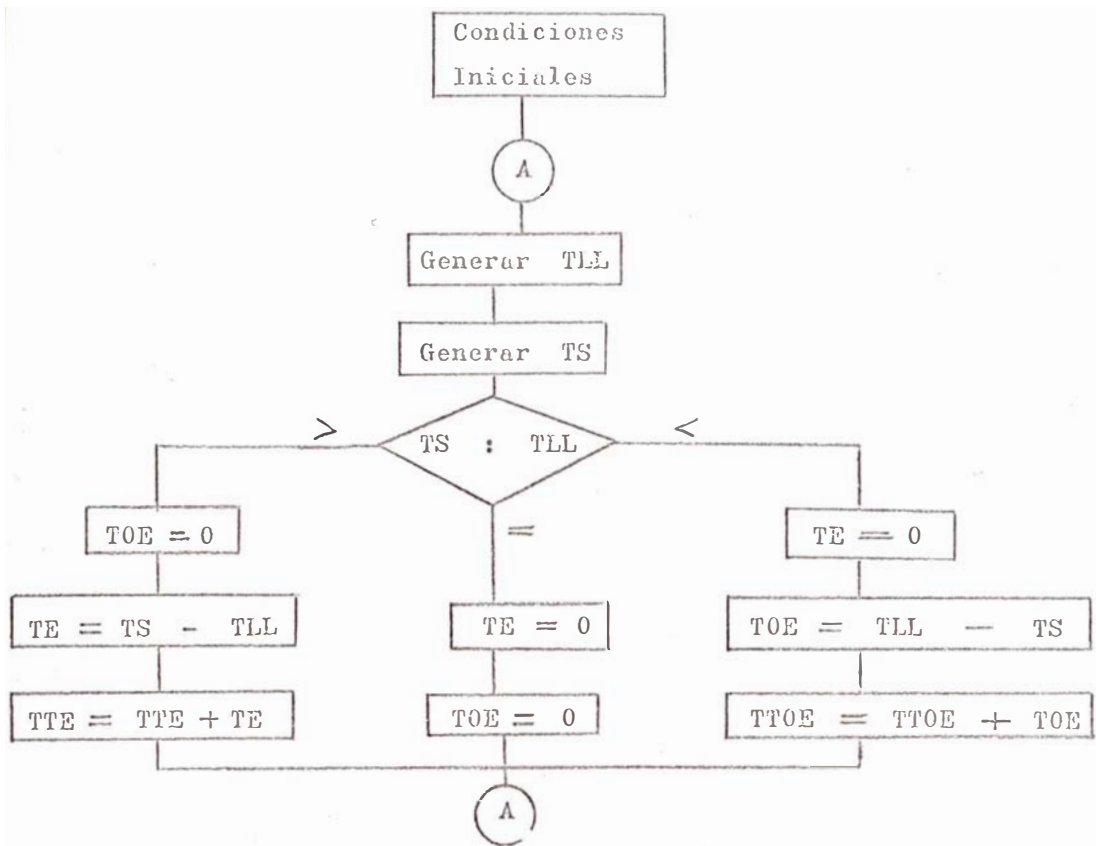 Condiciones
Iniciales
A
Generar TLL
Generar TS
>
TS : TLL
<
TOE = 0
TE = TS - TLL
TTE = TTE + TE
=
TE = 0
TOE = 0
TE = 0
TOE = TLL - TS
TTOE = TTOE + TOE
A